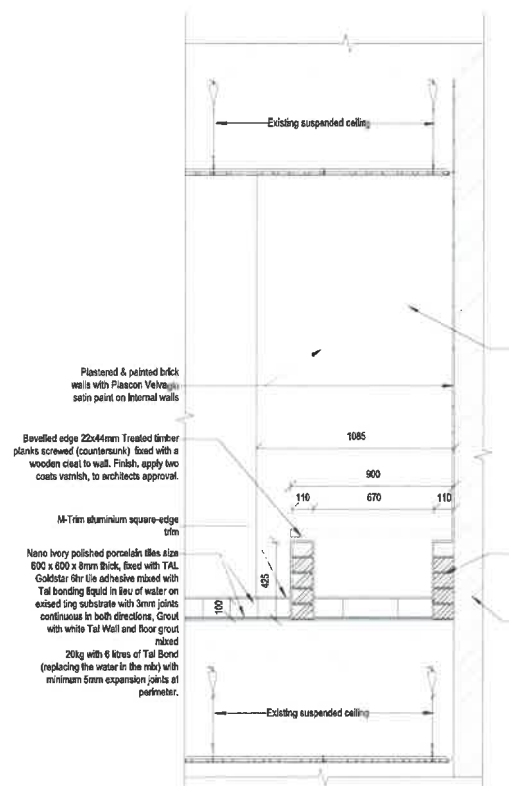 Existing suspended ceiling
Plastered & painted brick
walls with Plascon Velvaglo
satin paint on Internal walls
1085
Bevelled edge 22x44mm Treated timber
planks screwed (countersunk) fixed with a
wooden cleat to wall. Finish, apply two
coats varnish, to architects approval.
900
110
670
110
M-Trim aluminium square-edge
trim
Nano Ivory polished porcelain tiles size
600 x 600 x 8mm thick, fixed with TAL
Goldstar 6hr tile adhesive mixed with
Tal bonding liquid in lieu of water on
exised ting substrate with 3mm joints
continuous in both directions, Grout
with white Tal Wall and floor grout
mixed
20kg with 6 litres of Tal Bond
(replacing the water in the mix) with
minimum 5mm expansion joints at
perimeter.
425
100
Existing suspended ceiling